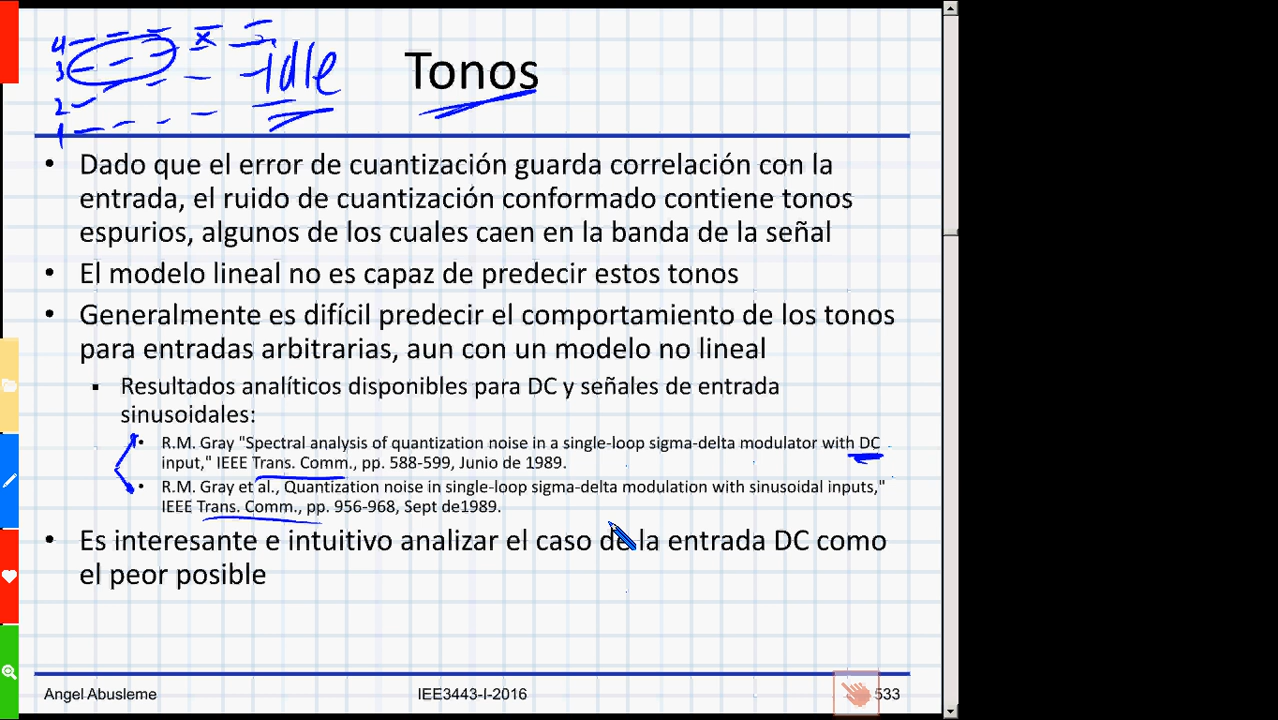 4
3
2
1
x
idle
Tonos
• Dado que el error de cuantización guarda correlación con la
entrada, el ruido de cuantización conformado contiene tonos
espurios, algunos de los cuales caen en la banda de la señal
• El modelo lineal no es capaz de predecir estos tonos
• Generalmente es difícil predecir el comportamiento de los tonos
para entradas arbitrarias, aun con un modelo no lineal
▪ Resultados analíticos disponibles para DC y señales de entrada
sinusoidales:
• R.M. Gray "Spectral analysis of quantization noise in a single-loop sigma-delta modulator with DC
input," IEEE Trans. Comm., pp. 588-599, Junio de 1989.
• R.M. Gray et al., Quantization noise in single-loop sigma-delta modulation with sinusoidal inputs,"
IEEE Trans. Comm., pp. 956-968, Sept de1989.
• Es interesante e intuitivo analizar el caso de la entrada DC como
el peor posible
Angel Abusleme
IEE3443-I-2016
533